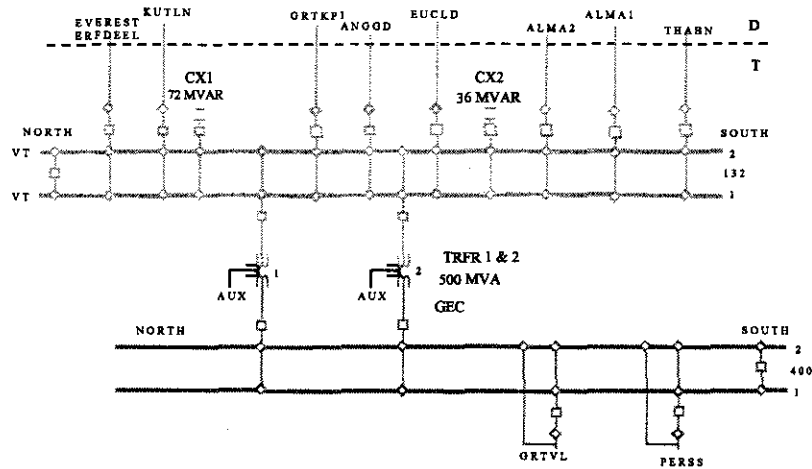 EVEREST
ERFDEEL
KUTLN
GRTKP1
ANGGD
EUCLD
ALMA2
ALMA1
THABN
D
T
CX1
72 MVAR
CX2
36 MVAR
NORTH
SOUTH
VT
2
132
VT
1
1
2
AUX
AUX
TRFR 1 & 2
500 MVA
GEC
NORTH
SOUTH
2
400
1
GRTVL
PERSS